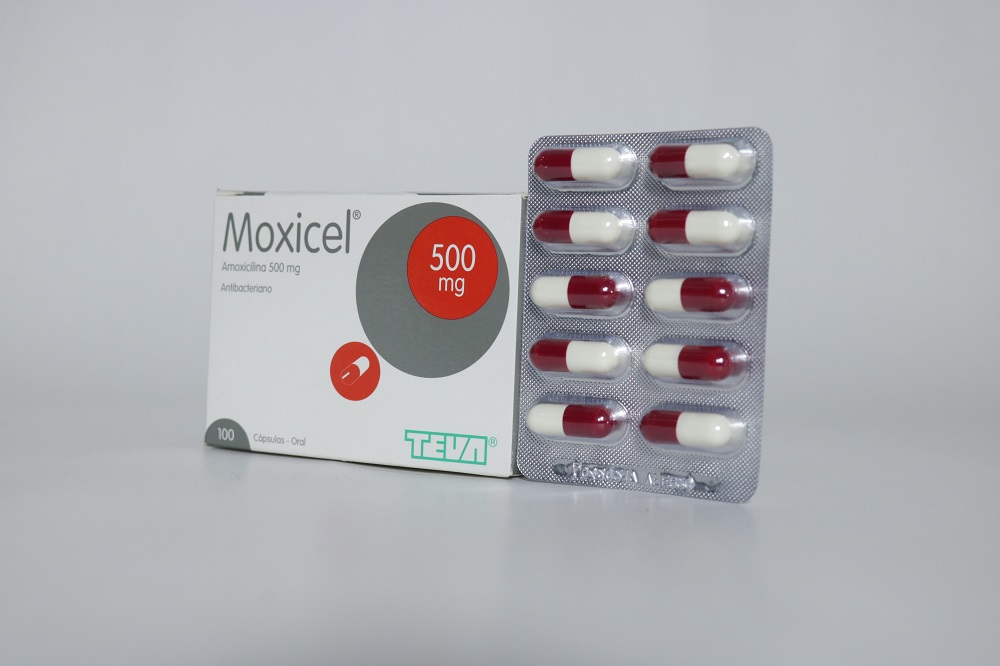 Moxicel®
Amoxicilina 500 mg
Antibacteriano
500
mg
100
Cápsulas - Oral
TEVA®